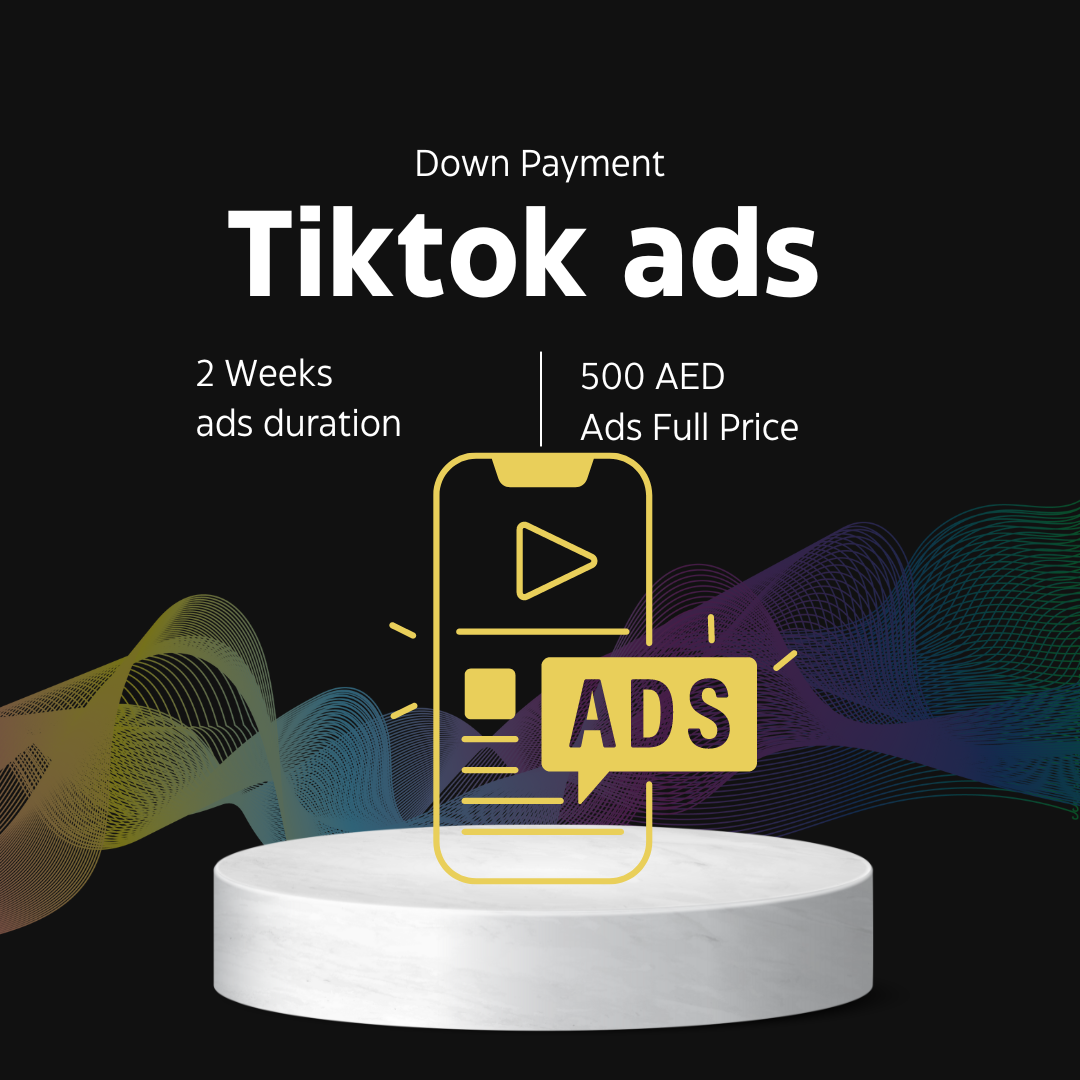 Down Payment
Tiktok ads
2 Weeks
ads duration
500 AED
Ads Full Price
ADS